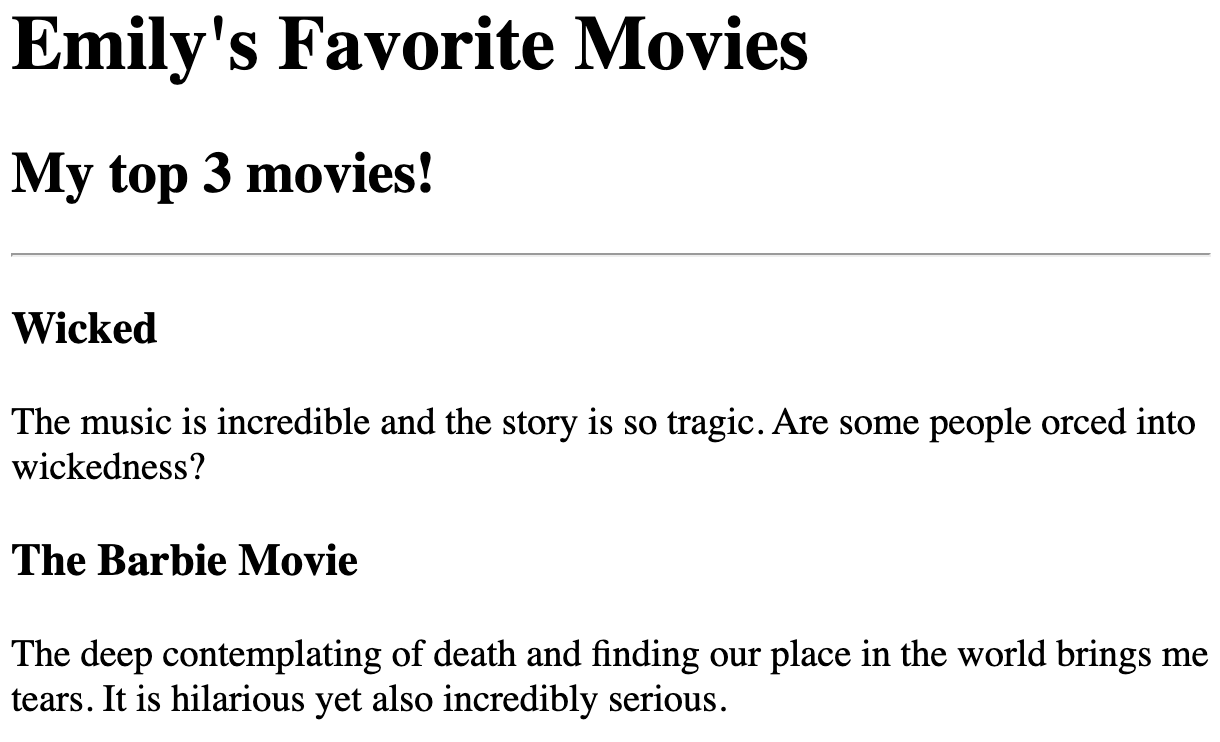 Emily's Favorite Movies
My top 3 movies!
Wicked
The music is incredible and the story is so tragic. Are some people orced into
wickedness?
The Barbie Movie
The deep contemplating of death and finding our place in the world brings me
tears. It is hilarious yet also incredibly serious.